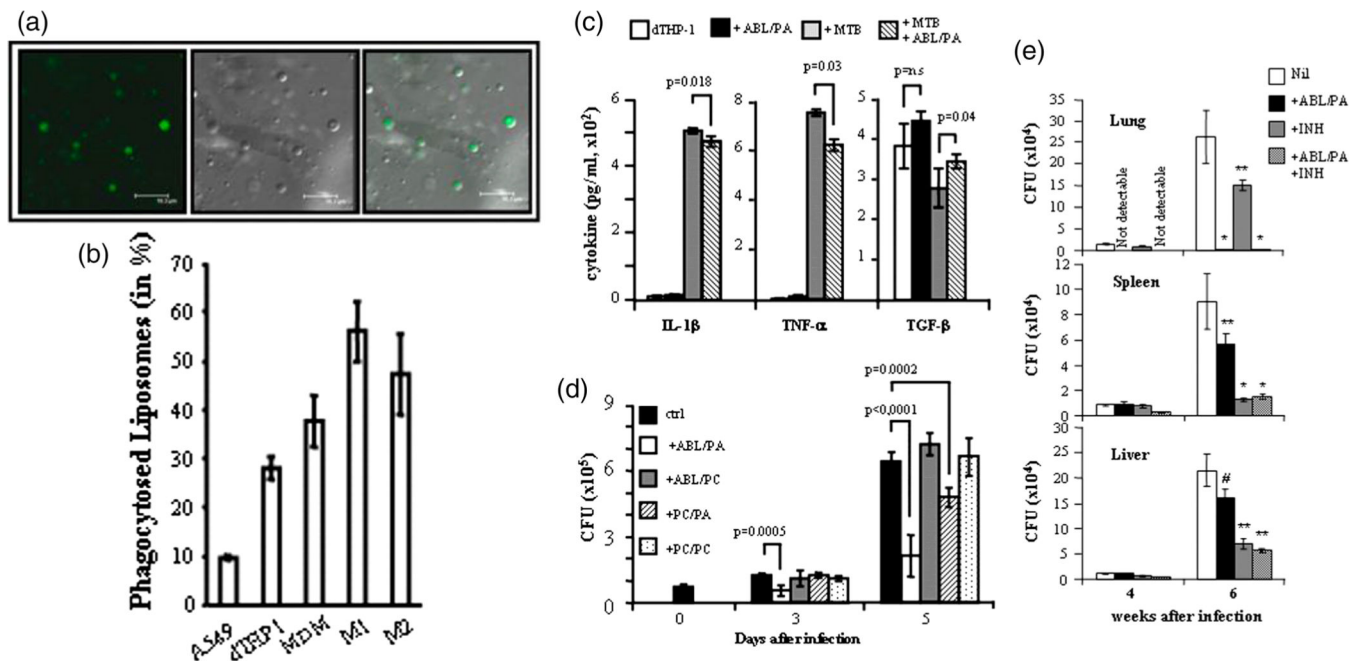 (a)
(b)
Phagocytosed Liposomes (in %)
70
60
50
40
30
20
10
0
A549
dTHP1
MDM
M1
M2
(c)
dTHP-1
+ ABL/PA
+ MTB
+ MTB
+ ABL/PA
cytokine (pg/ml, x10²)
6
5
4
3
2
1
0
p=0.018
IL-1β
8
6
4
2
p=0.03
TNF-α
5
4
3
2
1
p=ns
p=0.04
TGF-β
(d)
CFU (x10⁵)
9
6
3
0
ctrl
+ABL/PA
+ABL/PC
+PC/PA
+PC/PC
p=0.0005
p=0.0002
p<0.0001
0
3
5
Days after infection
(e)
Nil
+ABL/PA
+INH
+ABL/PA
+INH
Lung
CFU (x10⁴)
35
30
25
20
15
10
5
0
Not detectable
Not detectable
*
**
*
Spleen
CFU (x10⁴)
10
8
6
4
2
0
**
*
*
Liver
CFU (x10⁴)
30
25
20
15
10
5
0
#
**
**
4
6
weeks after infection